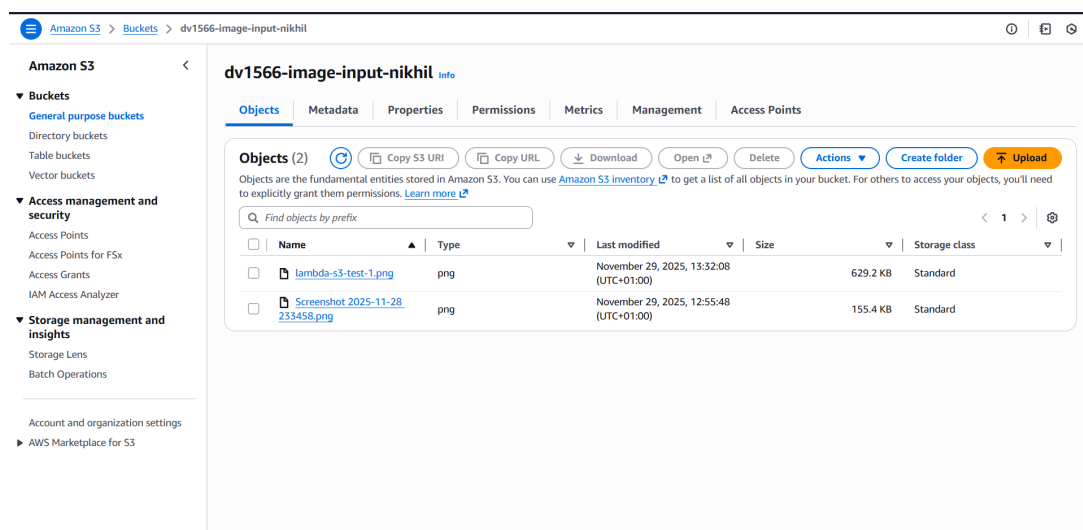 Amazon S3 > Buckets > dv1566-image-input-nikhil
Amazon S3
Buckets
General purpose buckets
Directory buckets
Table buckets
Vector buckets
Access management and
security
Access Points
Access Points for FSx
Access Grants
IAM Access Analyzer
Storage management and
insights
Storage Lens
Batch Operations
Account and organization settings
AWS Marketplace for S3
dv1566-image-input-nikhil Info
Objects Metadata Properties Permissions Metrics Management Access Points
Objects (2) Copy S3 URI Copy URL Download Open Delete Actions Create folder Upload
Objects are the fundamental entities stored in Amazon S3. You can use Amazon S3 inventory to get a list of all objects in your bucket. For others to access your objects, you'll need
to explicitly grant them permissions. Learn more
Find objects by prefix
< 1 >
Name Type Last modified Size Storage class
lambda-s3-test-1.png png November 29, 2025, 13:32:08 629.2 KB Standard
(UTC+01:00)
Screenshot 2025-11-28 png November 29, 2025, 12:55:48 155.4 KB Standard
233458.png (UTC+01:00)